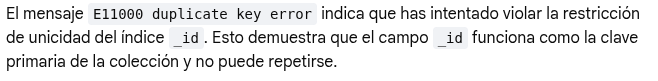 El mensaje E11000 duplicate key error indica que has intentado violar la restricción
de unicidad del índice _id. Esto demuestra que el campo _id funciona como la clave
primaria de la colección y no puede repetirse.